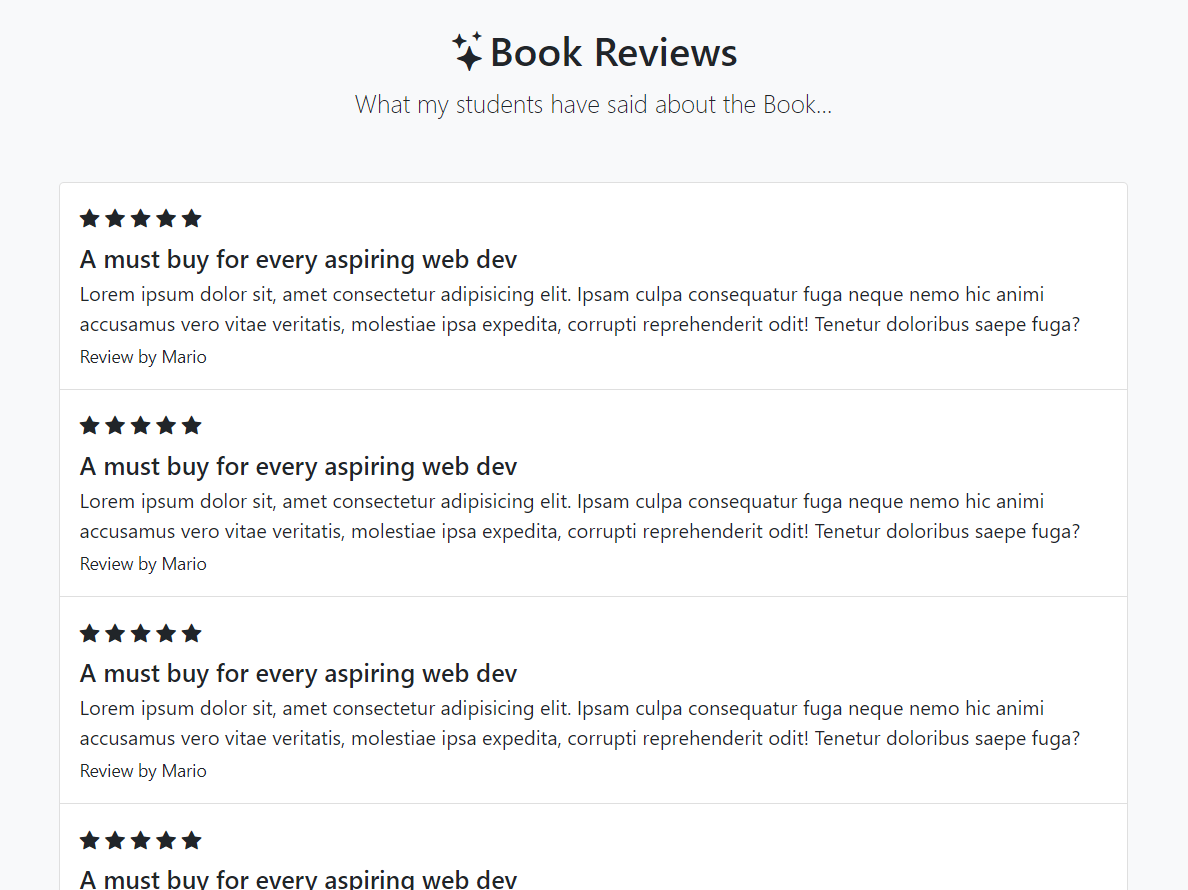 Book Reviews
What my students have said about the Book...
A must buy for every aspiring web dev
Lorem ipsum dolor sit, amet consectetur adipisicing elit. Ipsam culpa consequatur fuga neque nemo hic animi
accusamus vero vitae veritatis, molestiae ipsa expedita, corrupti reprehenderit odit! Tenetur doloribus saepe fuga?
Review by Mario
A must buy for every aspiring web dev
Lorem ipsum dolor sit, amet consectetur adipisicing elit. Ipsam culpa consequatur fuga neque nemo hic animi
accusamus vero vitae veritatis, molestiae ipsa expedita, corrupti reprehenderit odit! Tenetur doloribus saepe fuga?
Review by Mario
A must buy for every aspiring web dev
Lorem ipsum dolor sit, amet consectetur adipisicing elit. Ipsam culpa consequatur fuga neque nemo hic animi
accusamus vero vitae veritatis, molestiae ipsa expedita, corrupti reprehenderit odit! Tenetur doloribus saepe fuga?
Review by Mario
A must buy for every aspiring web dev